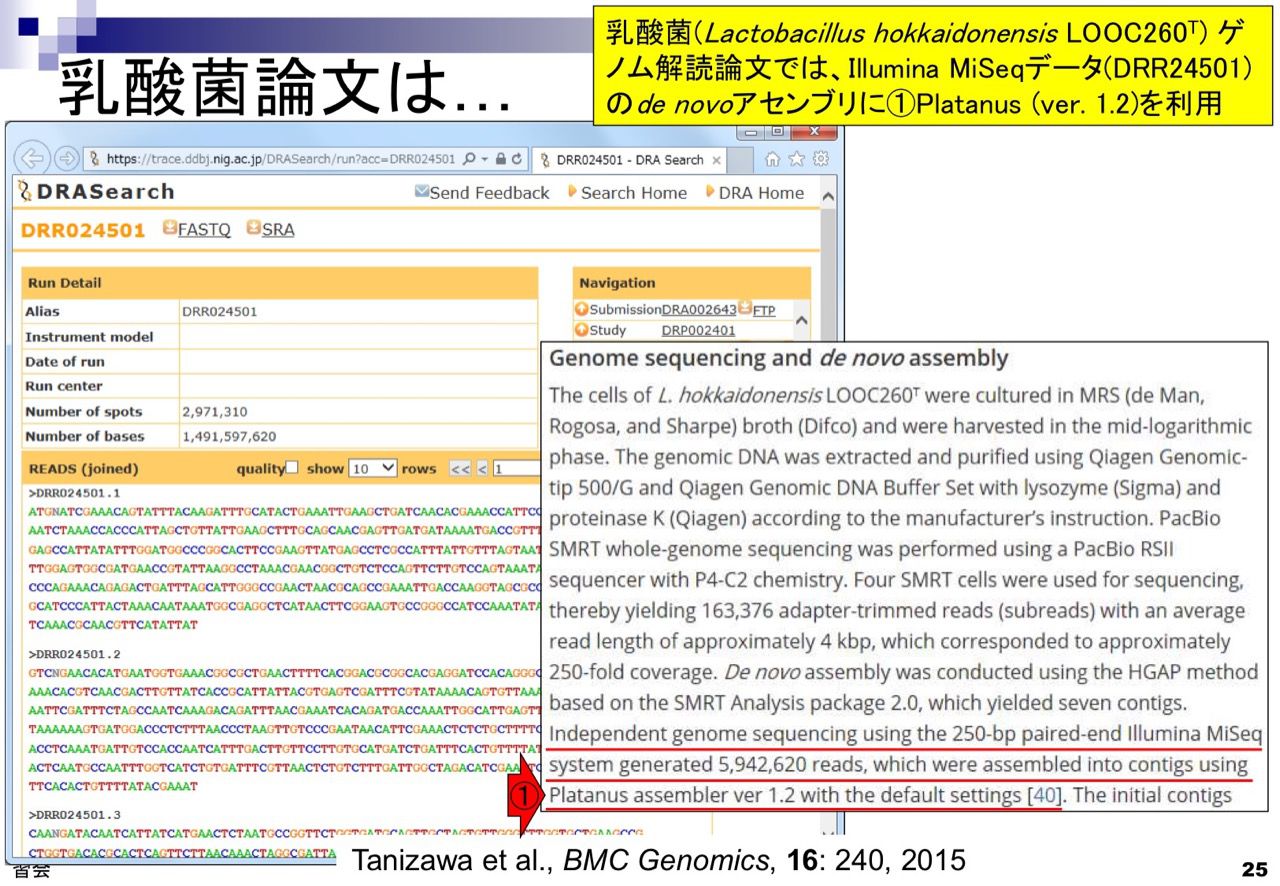 乳酸菌論文は…
乳酸菌(Lactobacillus hokkaidonensis LOOC260T) ゲ
ノム解読論文では、Illumina MiSeqデータ(DRR24501)
のde novoアセンブリに①Platanus (ver. 1.2)を利用
https://trace.ddbj.nig.ac.jp/DRASearch/run?acc=DRR024501
DRR024501 - DRA Search
DRASearch
Send Feedback Search Home DRA Home
DRR024501 FASTQ SRA
Run Detail
Alias DRR024501
Instrument model
Date of run
Run center
Number of spots 2,971,310
Number of bases 1,491,597,620
Navigation
Submission DRA002643 FTP
Study DRP002401
READS (joined) quality show 10 rows << < 1
>DRR024501.1
ATGNATCGAAACAGTATTTACAAGATTTGCATACTGAAATTGAAGCTGATCAACACGAAACCATTCC
AATCTAAACCACCCATTAGCTGTTATTGAAGCTTTGCAGCAACGAGTTGATGATAAAATGACCGTTT
GAGCCATTATATTTGGATGGCCCGGCACTTCCGAAGTTATGAGCCTCGCCATTTATTGTTTAGTAAT
TTGGAGTGGCGATGAACCGTATTAAGGCCTAAACGAACGGCTGTCTCCAGTTCTTGTCCAGTAAATA
CCCAGAAACAGAGACTGATTTAGCATTGGGCCGAACTAACGCAGCCGAAATTGACCAAGGTAGCGCC
GCATCCCATTACTAAACAATAAATGGCGAGGCTCATAACTTCGGAAGTGCCGGGCCATCCAAATATA
TCAAACGCAACGTTCATATTAT
>DRR024501.2
GTCNGAACACATGAATGGTGAAACGGCGCTGAACTTTTCACGGACGCGGCACGAGGATCCACAGGGC
AAACACGTCAACGACTTGTTATCACCGCATTATTACGTGAGTCGATTTCGTATAAAACAGTGTTAAA
AATTCGATTTCTAGCCAATCAAAGACAGATTTAACGAAATCACAGATGACCAAATTGGCATTGAGTT
TAAAAAAGTGATGGACCCTTTTAACCCTAAGTTGTCCCGAATAACATTCGAAACTCTCTGCTTTTC
ACCTCAAATGATTGTCCACCAATCATTTGACTTGTTCCTTGTGCATGATCTGATTTCACTGTTTTAT
ACTCAATGCCAATTTGGTCATCTGTGATTTCGTTAACTCTGTCTTTGATTGGCTAGACATCGAA
TTCACACTGTTTTATACGAAAT
>DRR024501.3
CTGGTGACACGCACTCAGTTCTTAACAAACTAGGCGATTA
Genome sequencing and de novo assembly
The cells of L. hokkaidonensis LOOC260T were cultured in MRS (de Man,
Rogosa, and Sharpe) broth (Difco) and were harvested in the mid-logarithmic
phase. The genomic DNA was extracted and purified using Qiagen Genomic-
tip 500/G and Qiagen Genomic DNA Buffer Set with lysozyme (Sigma) and
proteinase K (Qiagen) according to the manufacturer's instruction. PacBio
SMRT whole-genome sequencing was performed using a PacBio RSII
sequencer with P4-C2 chemistry. Four SMRT cells were used for sequencing,
thereby yielding 163,376 adapter-trimmed reads (subreads) with an average
read length of approximately 4 kbp, which corresponded to approximately
250-fold coverage. De novo assembly was conducted using the HGAP method
based on the SMRT Analysis package 2.0, which yielded seven contigs.
Independent genome sequencing using the 250-bp paired-end Illumina MiSeq
system generated 5,942,620 reads, which were assembled into contigs using
① Platanus assembler ver 1.2 with the default settings [40]. The initial contigs
Tanizawa et al., BMC Genomics, 16: 240, 2015
習会
25